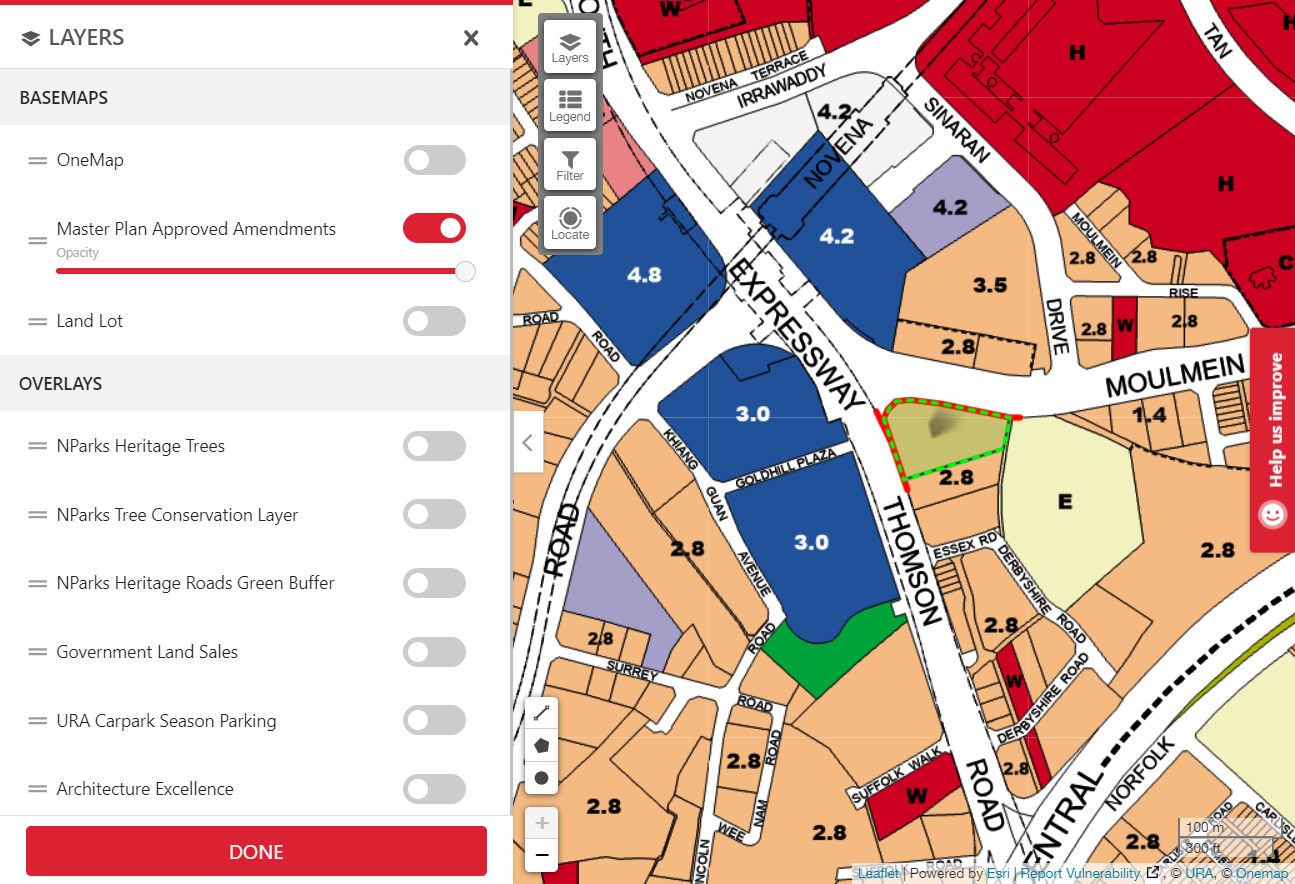 LAYERS
BASEMAPS
OneMap
Master Plan Approved Amendments
Opacity
Land Lot
OVERLAYS
NParks Heritage Trees
NParks Tree Conservation Layer
NParks Heritage Roads Green Buffer
Government Land Sales
URA Carpark Season Parking
Architecture Excellence
DONE
Layers
Legend
Filter
Locate
W
NOVENA TERRACE
IRRAWADDY
4.2
NOVENA
SINARAN
TAN
H
H
H
4.2
4.2
4.8
3.5
2.8
MOULMEIN
2.8
2.8
RISE
C
DRIVE
2.8
W
2.8
EXPRESSWAY
ROAD
ROAD
MOULMEIN
1.4
3.0
KHIANG
GUAN
AVENUE
GOLDHILL PLAZA
2.8
E
Help us improve
THOMSON
ROAD
3.0
2.8
2.8
ESSEX RD
DERBYSHIRE
ROAD
ROAD
2.8
2.8
SURREY
ROAD
W
DERBYSHIRE ROAD
ROAD
2.8
ROAD
2.8
NAM
WEE
SUFFOLK WALK
W
2.8
2.8
2.8
CENTRAL
NORFOLK
ROAD
2.8
1.4
100 m
300 ft
ROAD
Leaflet | Powered by Esri | Report Vulnerability , © URA, © Onemap